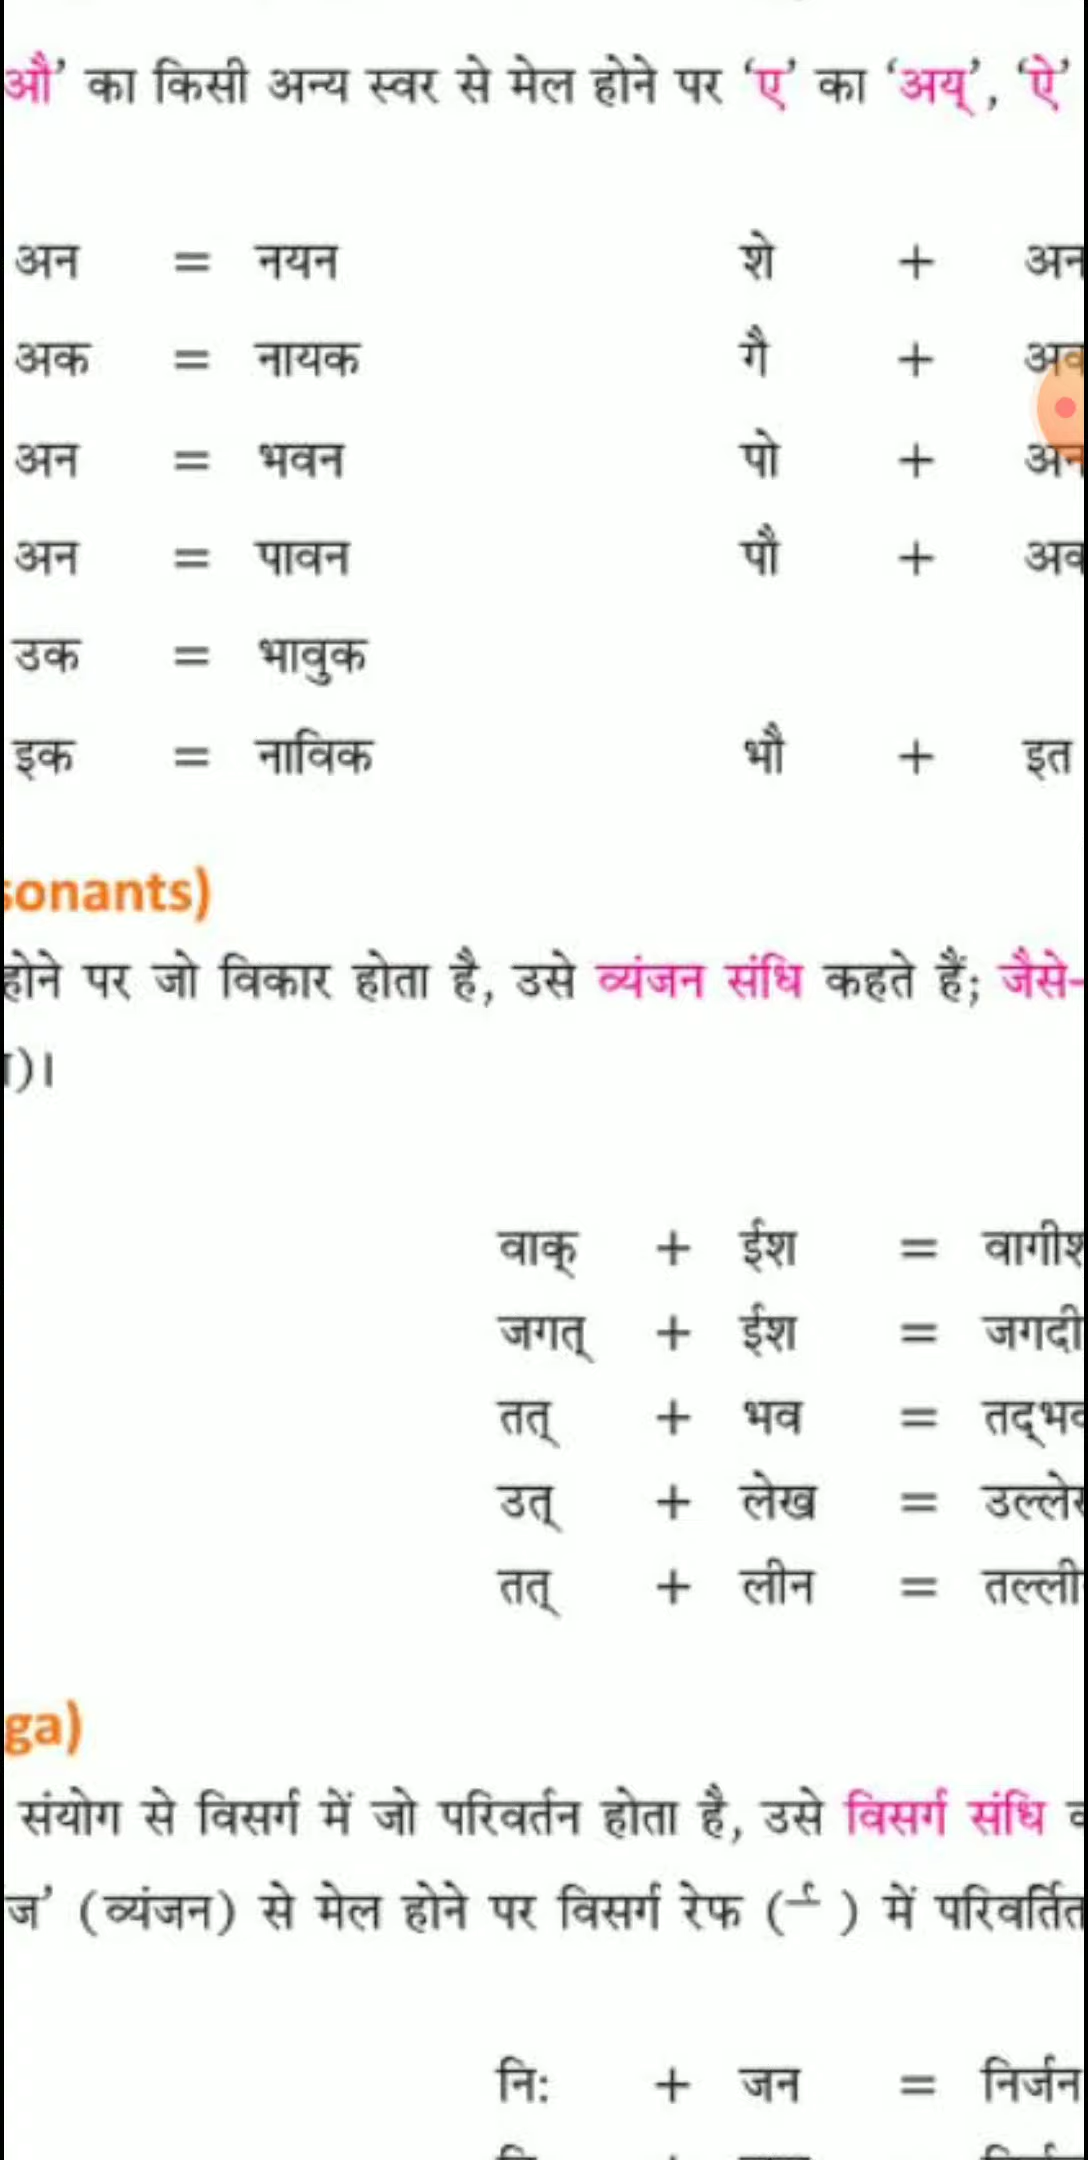 औ’ का किसी अन्य स्वर से मेल होने पर ‘ए’ का ‘अय्’, ‘ऐ’
अन = नयन शे + अन
अक = नायक गै +
अन = भवन पो + अन
अन = पावन पौ +
उक = भावुक
इक = नाविक भौ + इत
sonants)
होने पर जो विकार होता है, उसे व्यंजन संधि कहते हैं; जैसे-
)।
वाक् + ईश = वागीश
जगत् + ईश = जगदी
तत् + भव = तद्भव
उत् + लेख = उल्ले
तत् + लीन = तल्ली
ga)
संयोग से विसर्ग में जो परिवर्तन होता है, उसे विसर्ग संधि
ज’ (व्यंजन) से मेल होने पर विसर्ग रेफ (र्) में परिवर्तित
नि: + जन = निर्जन